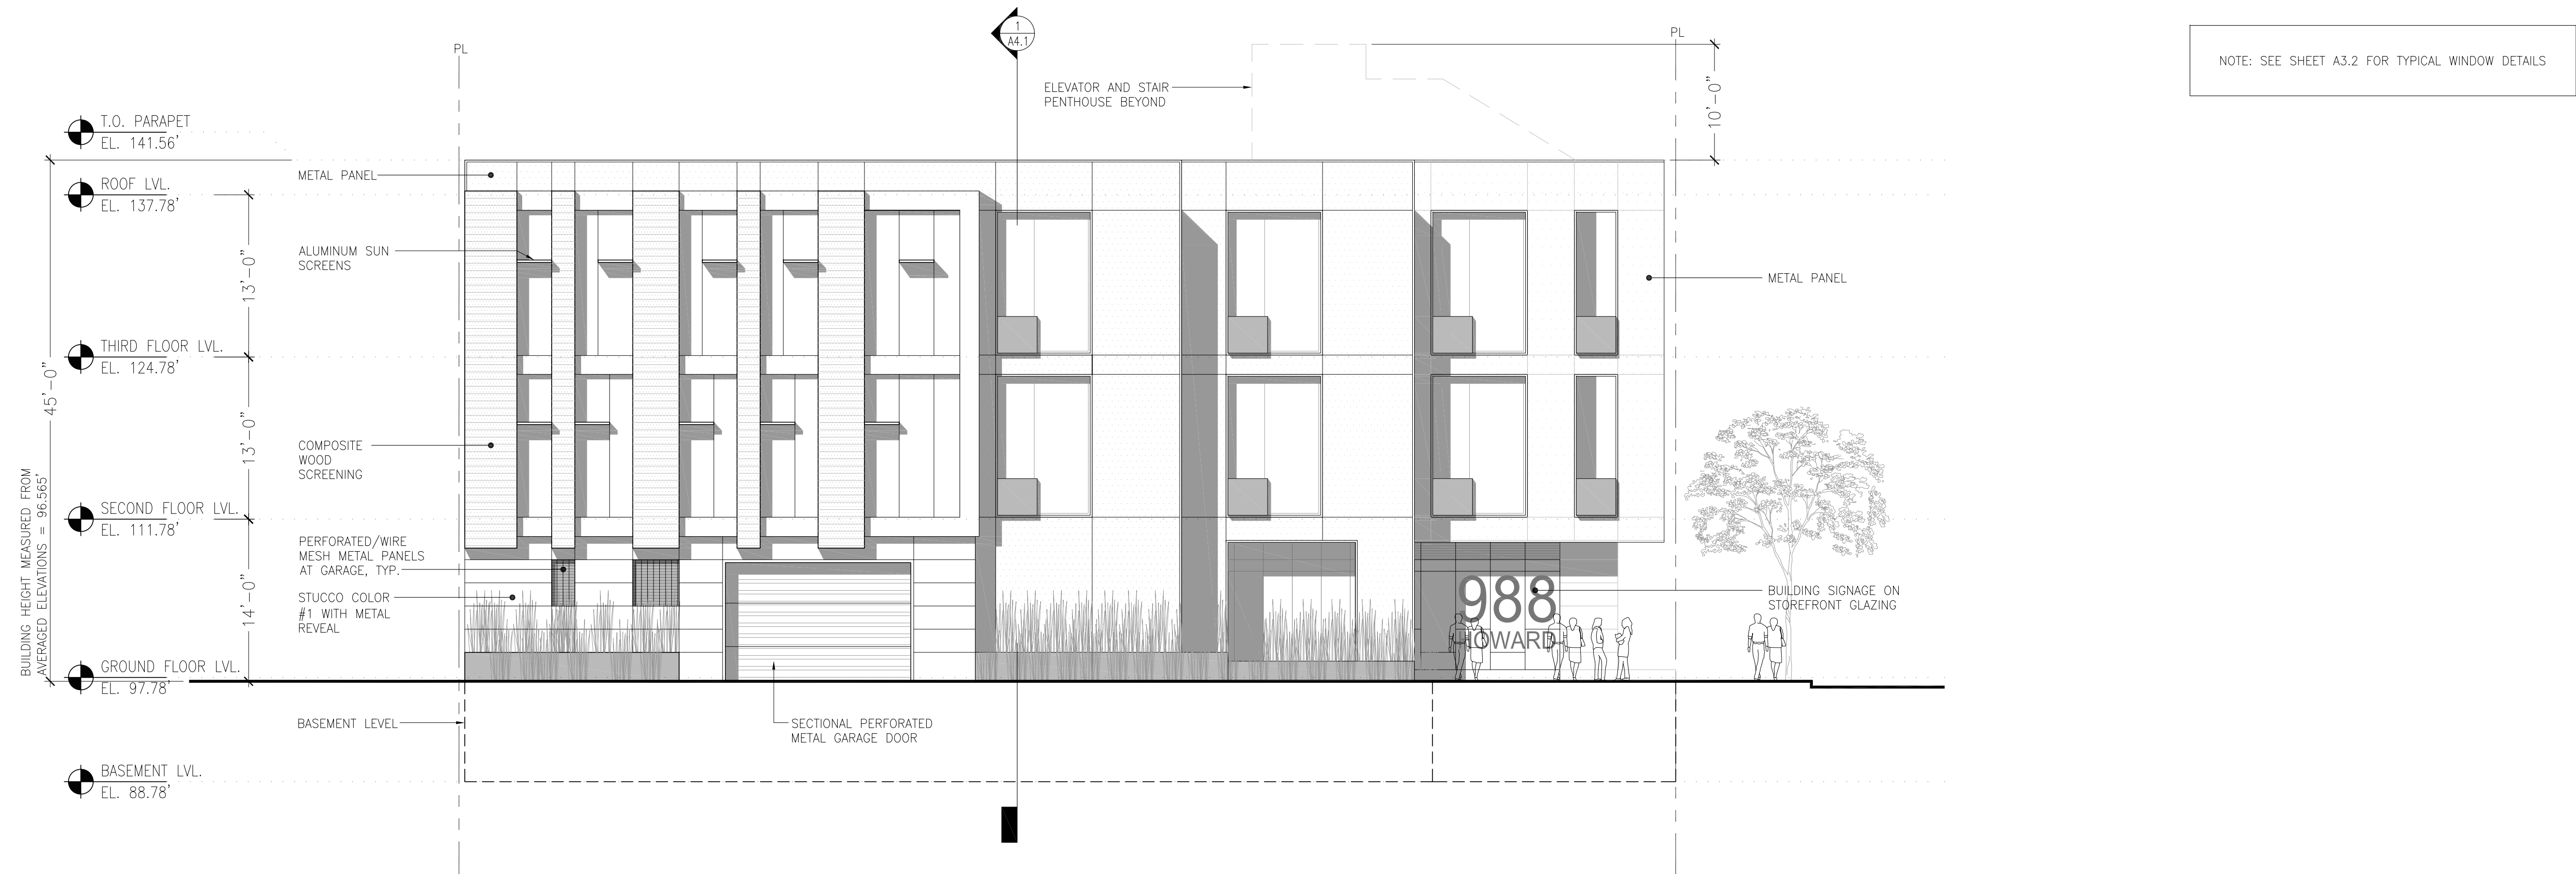 PL
1
A4.1
PL
NOTE: SEE SHEET A3.2 FOR TYPICAL WINDOW DETAILS
ELEVATOR AND STAIR
PENTHOUSE BEYOND
10'-0"
T.O. PARAPET
EL. 141.56'
METAL PANEL
ROOF LVL.
EL. 137.78'
ALUMINUM SUN
SCREENS
13'-0"
METAL PANEL
THIRD FLOOR LVL.
EL. 124.78'
45'-0"
13'-0"
COMPOSITE
WOOD
SCREENING
BUILDING HEIGHT MEASURED FROM
AVERAGED ELEVATIONS = 96.565'
SECOND FLOOR LVL.
EL. 111.78'
PERFORATED/WIRE
MESH METAL PANELS
AT GARAGE, TYP.
14'-0"
STUCCO COLOR
#1 WITH METAL
REVEAL
988
HOWARD
BUILDING SIGNAGE ON
STOREFRONT GLAZING
GROUND FLOOR LVL.
EL. 97.78'
BASEMENT LEVEL
SECTIONAL PERFORATED
METAL GARAGE DOOR
BASEMENT LVL.
EL. 88.78'